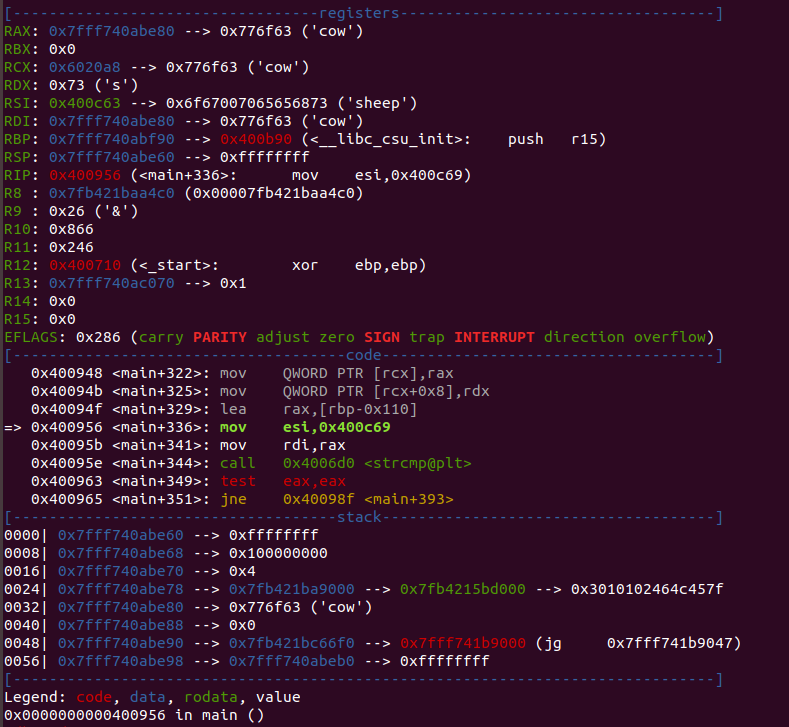 [----------------------------------registers-----------------------------------]
RAX: 0x7fff740abe80 --> 0x776f63 ('cow')
RBX: 0x0
RCX: 0x6020a8 --> 0x776f63 ('cow')
RDX: 0x73 ('s')
RSI: 0x400c63 --> 0x6f67007065656873 ('sheep')
RDI: 0x7fff740abe80 --> 0x776f63 ('cow')
RBP: 0x7fff740abf90 --> 0x400b90 (<__libc_csu_init>:    push   r15)
RSP: 0x7fff740abe60 --> 0xffffffff
RIP: 0x400956 (<main+336>:      mov    esi,0x400c69)
R8 : 0x7fb421baa4c0 (0x00007fb421baa4c0)
R9 : 0x26 ('&')
R10: 0x866
R11: 0x246
R12: 0x400710 (<_start>:        xor    ebp,ebp)
R13: 0x7fff740ac070 --> 0x1
R14: 0x0
R15: 0x0
EFLAGS: 0x286 (carry PARITY adjust zero SIGN trap INTERRUPT direction overflow)
[-------------------------------------code-------------------------------------]
   0x400948 <main+322>: mov    QWORD PTR [rcx],rax
   0x40094b <main+325>: mov    QWORD PTR [rcx+0x8],rdx
   0x40094f <main+329>: lea    rax,[rbp-0x110]
=> 0x400956 <main+336>: mov    esi,0x400c69
   0x40095b <main+341>: mov    rdi,rax
   0x40095e <main+344>: call   0x4006d0 <strcmp@plt>
   0x400963 <main+349>: test   eax,eax
   0x400965 <main+351>: jne    0x40098f <main+393>
[------------------------------------stack-------------------------------------]
0000| 0x7fff740abe60 --> 0xffffffff
0008| 0x7fff740abe68 --> 0x100000000
0016| 0x7fff740abe70 --> 0x4
0024| 0x7fff740abe78 --> 0x7fb421ba9000 --> 0x7fb4215bd000 --> 0x3010102464c457f
0032| 0x7fff740abe80 --> 0x776f63 ('cow')
0040| 0x7fff740abe88 --> 0x0
0048| 0x7fff740abe90 --> 0x7fb421bc66f0 --> 0x7fff741b9000 (jg     0x7fff741b9047)
0056| 0x7fff740abe98 --> 0x7fff740abeb0 --> 0xffffffff
[------------------------------------------------------------------------------]
Legend: code, data, rodata, value
0x0000000000400956 in main ()